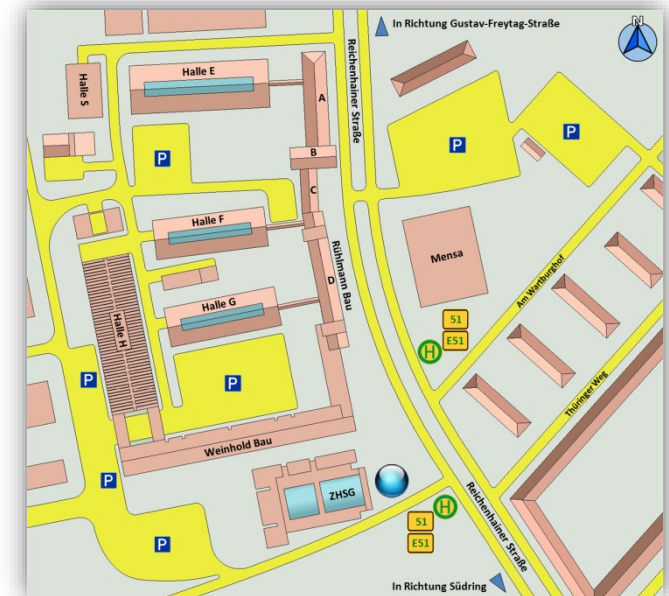 N
In Richtung Gustav-Freytag-Straße
Reichenhainer Straße
Halle E
Halle S
A
B
P
P
P
C
Halle F
Rühlmann Bau
Mensa
D
Am Wartburghof
Halle G
Halle H
51
E51
H
P
P
Thüringer Weg
Weinhold Bau
P
ZHSG
H
51
E51
Reichenhainer Straße
P
In Richtung Südring